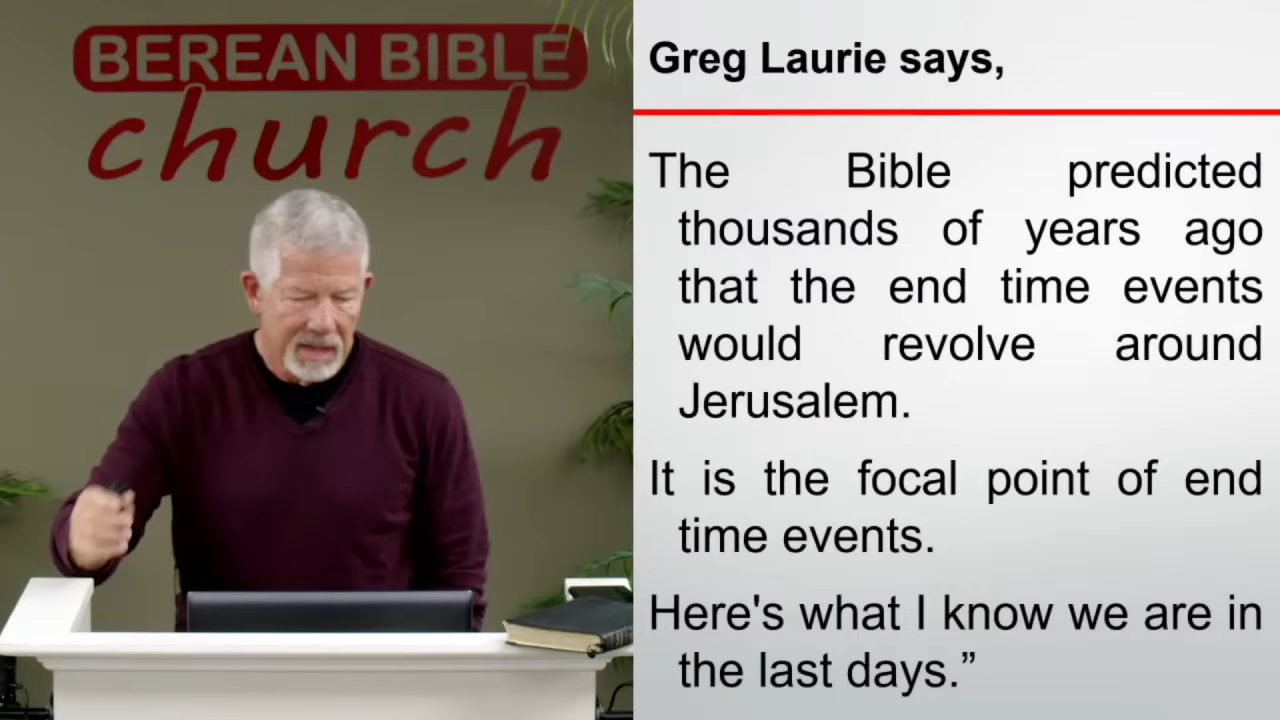 BEREAN BIBLE
church
Greg Laurie says,
The Bible predicted
thousands of years ago
that the end time events
would revolve around
Jerusalem.
It is the focal point of end
time events.
Here's what I know we are in
the last days.”